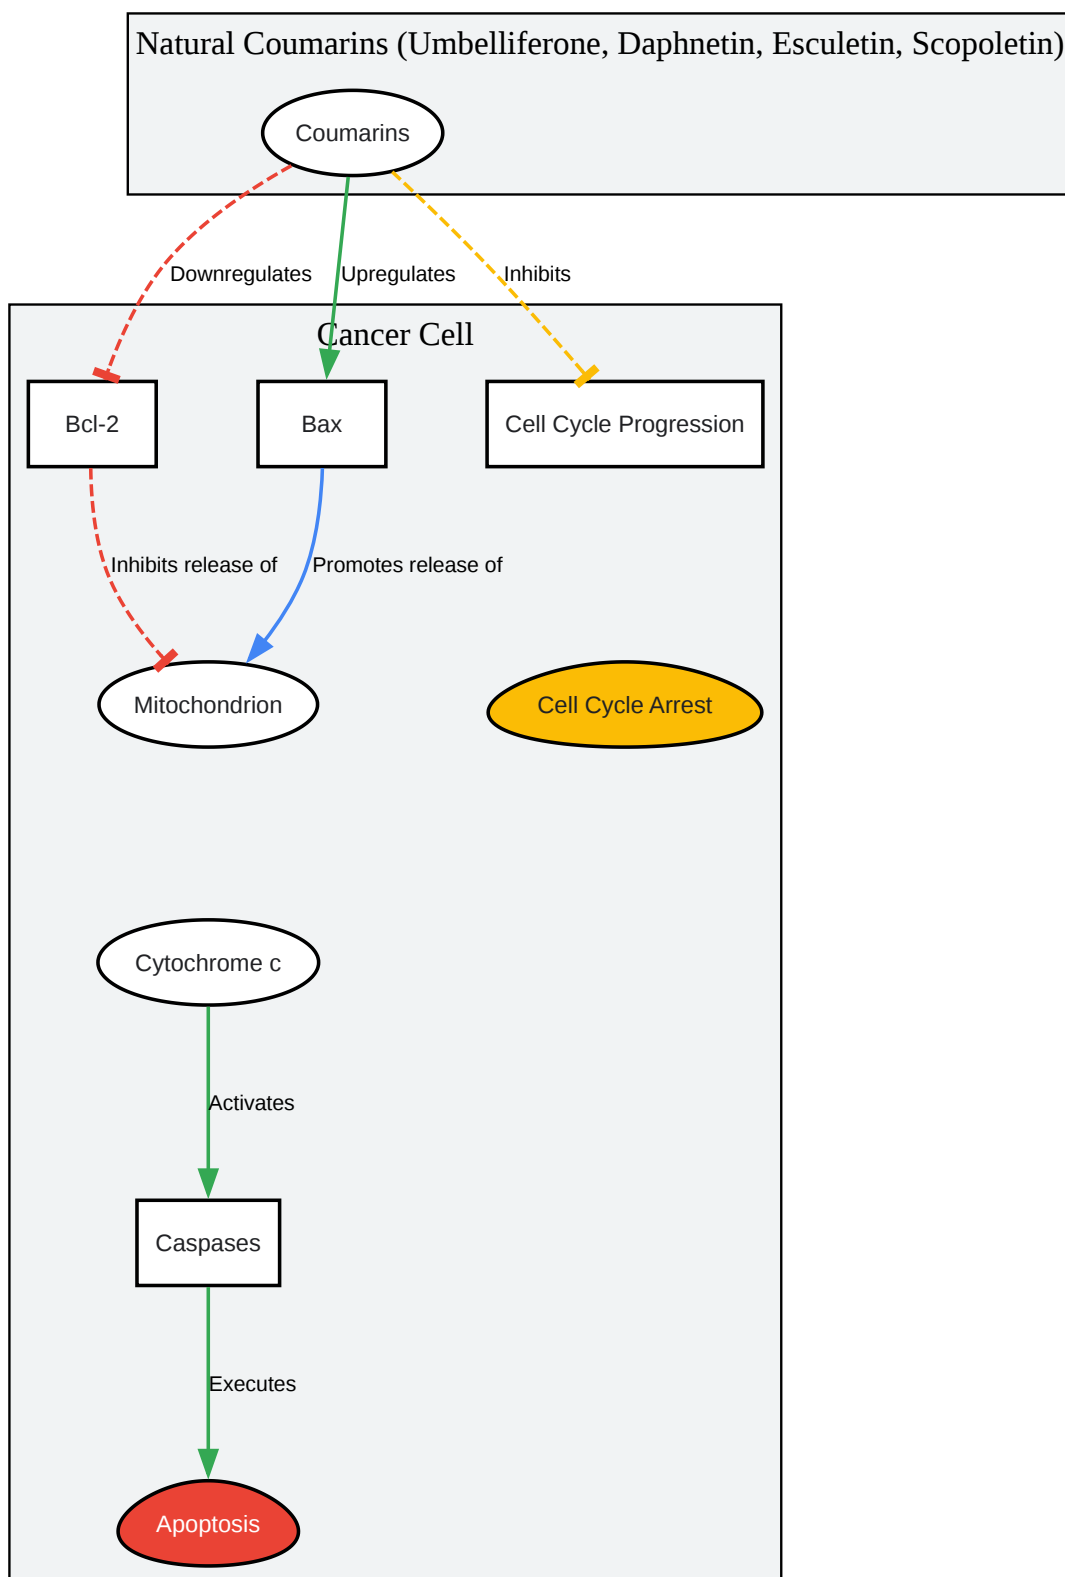 Natural Coumarins (Umbelliferone, Daphnetin, Esculetin, Scopoletin)
Coumarins
Downregulates
Upregulates
Inhibits
Cancer Cell
Bcl-2
Bax
Cell Cycle Progression
Inhibits release of
Promotes release of
Mitochondrion
Cell Cycle Arrest
Cytochrome c
Activates
Caspases
Executes
Apoptosis